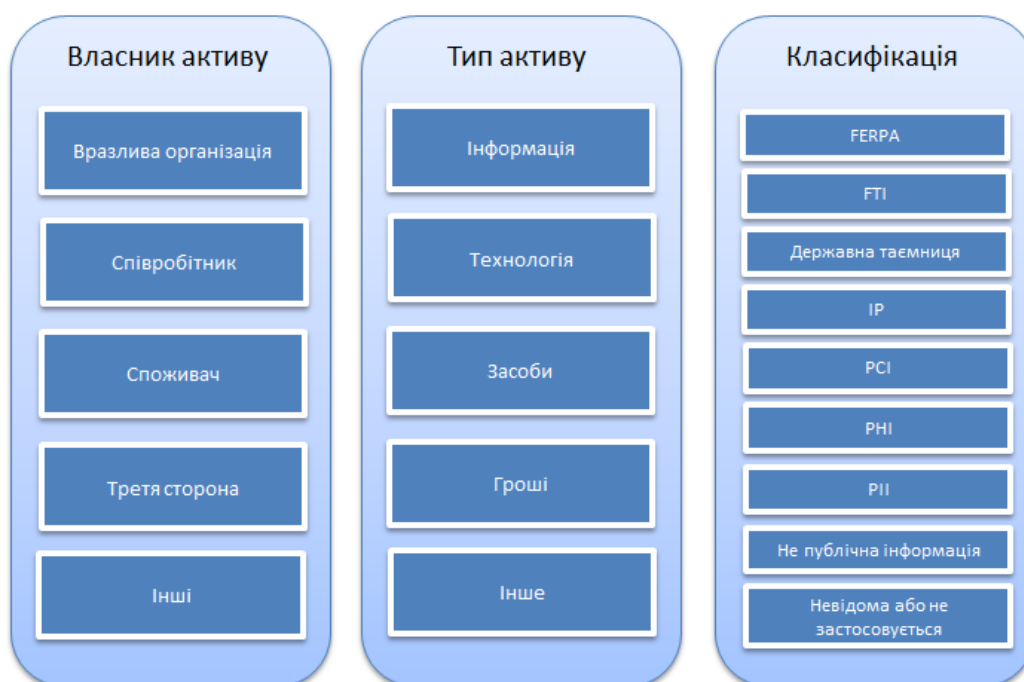 Власник активу
Вразлива організація
Співробітник
Споживач
Третя сторона
Інші
Тип активу
Інформація
Технологія
Засоби
Гроші
Інше
Класифікація
FERPA
FTI
Державна таємниця
IP
PCI
PHI
PII
Не публічна інформація
Невідома або не
застосовується